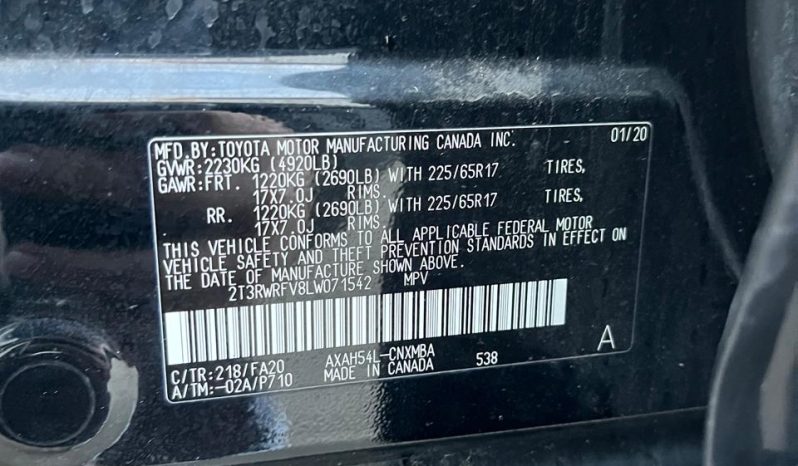 MFD.BY:TOYOTA MOTOR MANUFACTURING CANADA INC. 01/20
GVWR:2230KG (4920LB)
GAWR:FRT. 1220KG (2690LB) WITH 225/65R17 TIRES,
17X7.0J RIMS.
RR. 1220KG (2690LB) WITH 225/65R17 TIRES,
17X7.0J RIMS.
THIS VEHICLE CONFORMS TO ALL APPLICABLE FEDERAL MOTOR
VEHICLE SAFETY AND THEFT PREVENTION STANDARDS IN EFFECT ON
THE DATE OF MANUFACTURE SHOWN ABOVE.
2T3RWRFV8LW071542 MPV
A
C/TR:218/FA20 AXAH54L-CNXMBA 538
A/TM:-02A/P710 MADE IN CANADA